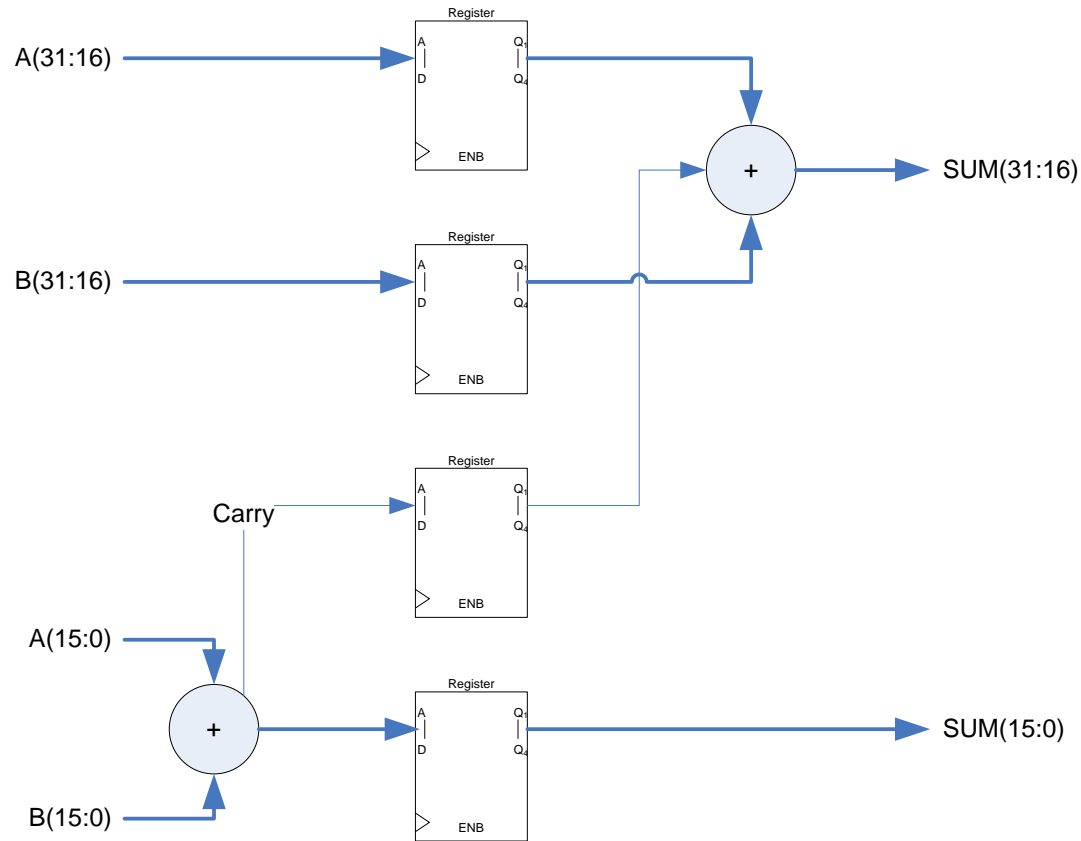 Register
A(31:16)
A
D
Q1
Q4
ENB
+
SUM(31:16)
Register
B(31:16)
A
D
Q1
Q4
ENB
Register
Carry
A
D
Q1
Q4
ENB
A(15:0)
+
B(15:0)
Register
A
D
Q1
Q4
ENB
SUM(15:0)